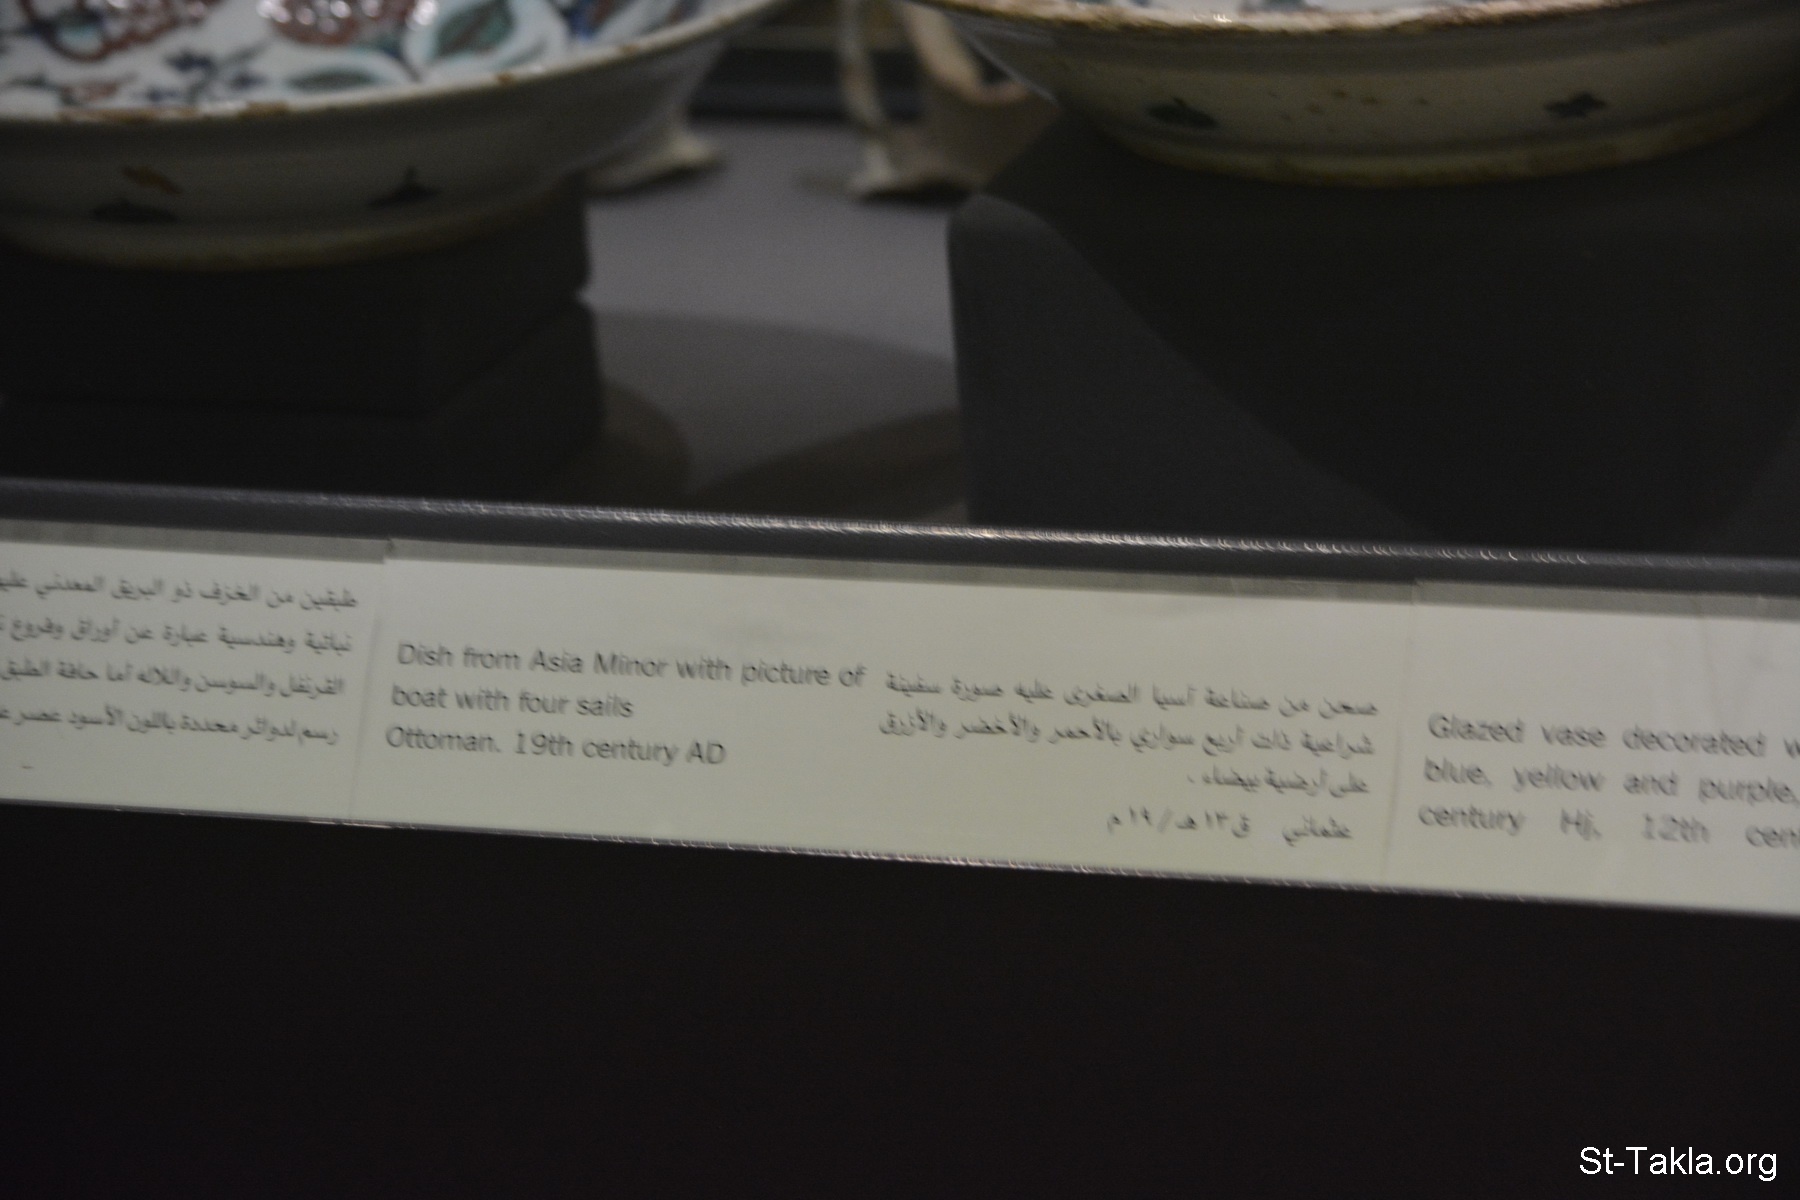 طبقين من الخزف ذو البريق المعدني
نباتية وهندسية عبارة عن أوراق وفروع
القرنفل والسوسن واللاله أما حافة الطبق
رسم لدوائر محددة باللون الأسود عصر
Dish from Asia Minor with picture of
boat with four sails
Ottoman. 19th century AD
صحن من صناعة آسيا الصغرى عليه صورة سفينة
شراعية ذات أربع سواري بالأحمر والأخضر والأزرق
على أرضية بيضاء .
عثماني ق١٣هـ / ١٩م
Glazed vase decorated
blue, yellow and purple,
century Hj, 12th
St-Takla.org